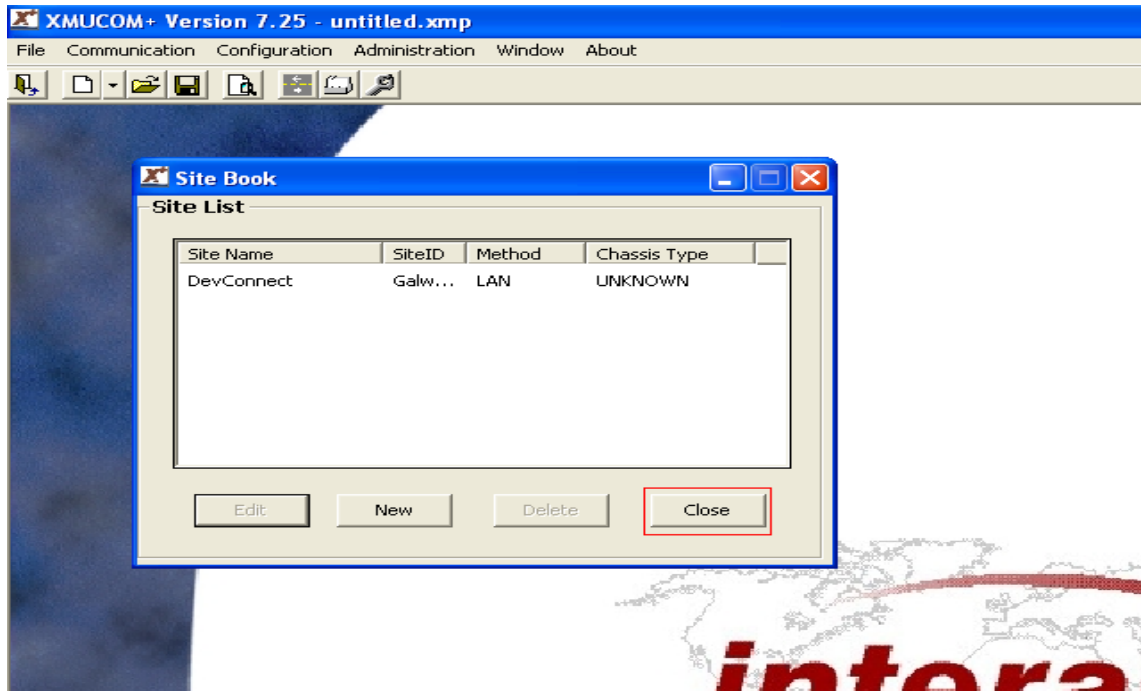 XMUCOM+ Version 7.25 - untitled.xmp
File Communication Configuration Administration Window About
Site Book
Site List
Site Name SiteID Method Chassis Type
DevConnect Galw... LAN UNKNOWN
Edit New Delete Close
intera